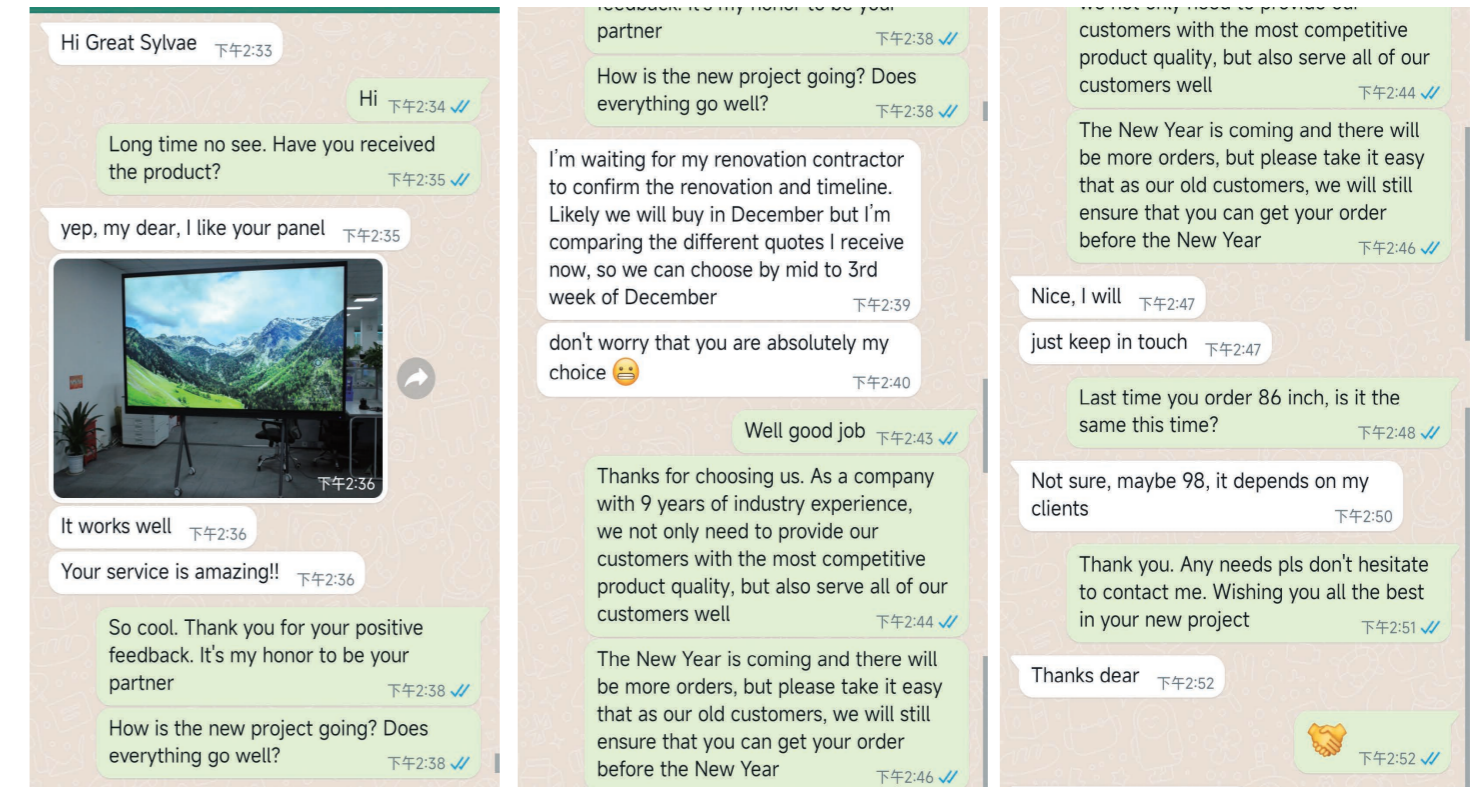 Hi Great Sylvae 下午2:33
Hi 下午2:34
Long time no see. Have you received
the product? 下午2:35
yep, my dear, I like your panel 下午2:35
下午2:36
It works well 下午2:36
Your service is amazing!! 下午2:36
So cool. Thank you for your positive
feedback. It's my honor to be your
partner 下午2:38
How is the new project going? Does
everything go well? 下午2:38
feedback. It's my honor to be your
partner 下午2:38
How is the new project going? Does
everything go well? 下午2:38
I'm waiting for my renovation contractor
to confirm the renovation and timeline.
Likely we will buy in December but I'm
comparing the different quotes I receive
now, so we can choose by mid to 3rd
week of December 下午2:39
don't worry that you are absolutely my
choice 😬 下午2:40
Well good job 下午2:43
Thanks for choosing us. As a company
with 9 years of industry experience,
we not only need to provide our
customers with the most competitive
product quality, but also serve all of our
customers well 下午2:44
The New Year is coming and there will
be more orders, but please take it easy
that as our old customers, we will still
ensure that you can get your order
before the New Year 下午2:46
we not only need to provide our
customers with the most competitive
product quality, but also serve all of our
customers well 下午2:44
The New Year is coming and there will
be more orders, but please take it easy
that as our old customers, we will still
ensure that you can get your order
before the New Year 下午2:46
Nice, I will 下午2:47
just keep in touch 下午2:47
Last time you order 86 inch, is it the
same this time? 下午2:48
Not sure, maybe 98, it depends on my
clients 下午2:50
Thank you. Any needs pls don't hesitate
to contact me. Wishing you all the best
in your new project 下午2:51
Thanks dear 下午2:52
🤝 下午2:52